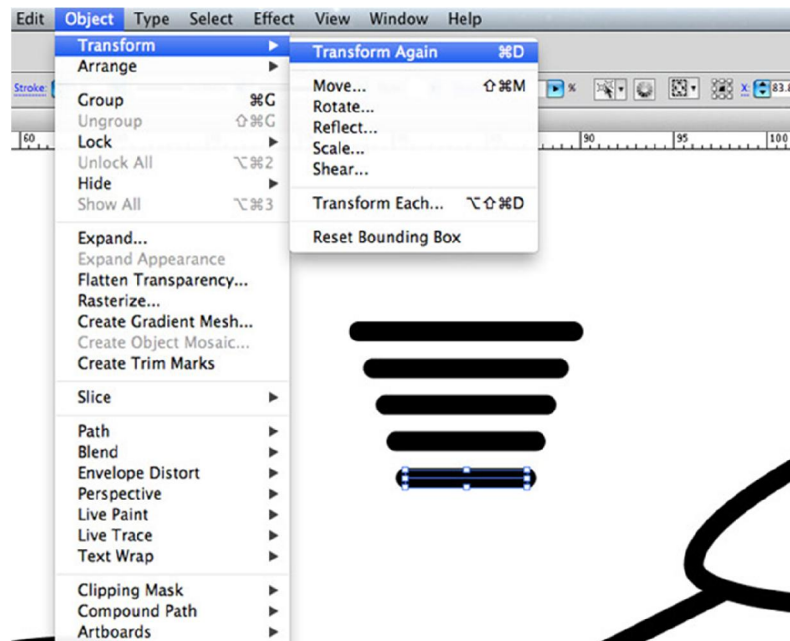 Edit Object Type Select Effect View Window Help
Transform
Arrange
Group ⌘G
Ungroup ⇧⌘G
Lock
Unlock All ⌥⌘2
Hide
Show All ⌥⌘3
Expand...
Expand Appearance
Flatten Transparency...
Rasterize...
Create Gradient Mesh...
Create Object Mosaic...
Create Trim Marks
Slice
Path
Blend
Envelope Distort
Perspective
Live Paint
Live Trace
Text Wrap
Clipping Mask
Compound Path
Artboards
Transform Again ⌘D
Move... ⇧⌘M
Rotate...
Reflect...
Scale...
Shear...
Transform Each... ⌥⇧⌘D
Reset Bounding Box
Stroke:
% X: 83.8
60 90 95 100